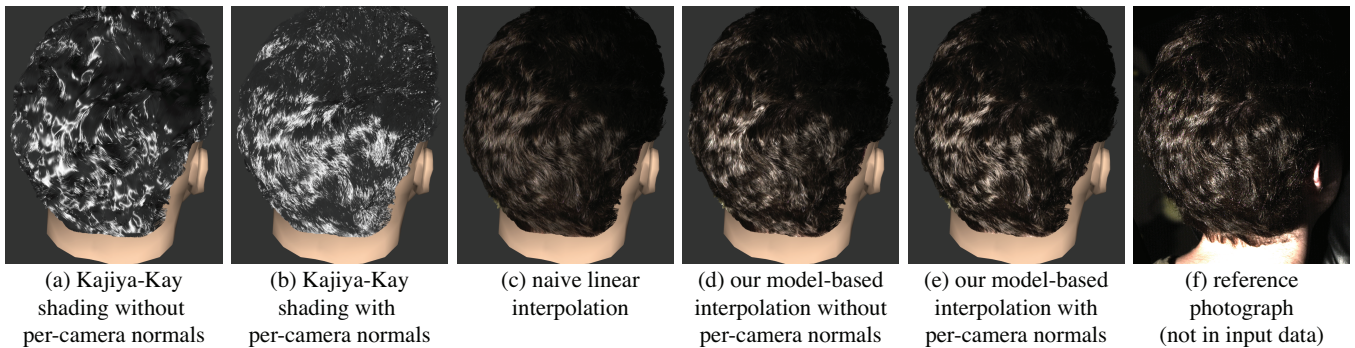 (a) Kajiya-Kay
shading without
per-camera normals
(b) Kajiya-Kay
shading with
per-camera normals
(c) naive linear
interpolation
(d) our model-based
interpolation without
per-camera normals
(e) our model-based
interpolation with
per-camera normals
(f) reference
photograph
(not in input data)